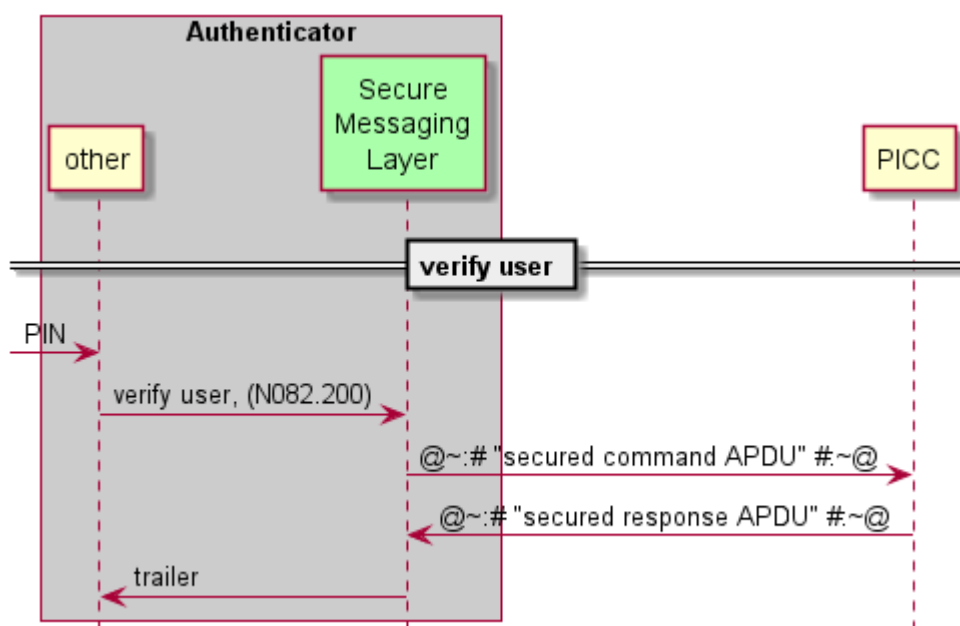 Authenticator
Secure
Messaging
Layer
other
PICC
verify user
PIN
verify user, (N082.200)
@~:# "secured command APDU" #:~@
@~:# "secured response APDU" #:~@
trailer